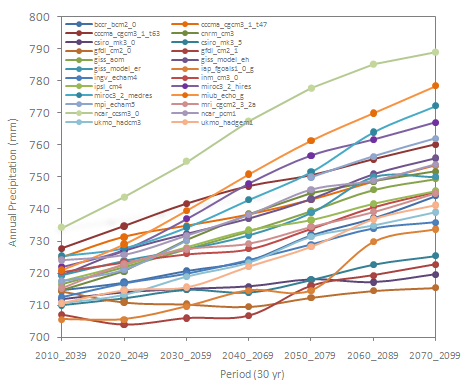 800
790
780
770
760
750
740
730
720
710
700
Annual Precipitation (mm)
bccr_bcm2_0 cccma_cgcm3_1_t47
cccma_cgcm3_1_t63 cnrm_cm3
csiro_mk3_0 csiro_mk3_5
gfdl_cm2_0 gfdl_cm2_1
giss_aom giss_model_eh
giss_model_er iap_fgoals1_0_g
ingv_echam4 inm_cm3_0
ipsl_cm4 miroc3_2_hires
miroc3_2_medres miub_echo_g
mpi_echam5 mri_cgcm2_3_2a
ncar_ccsm3_0 ncar_pcm1
ukmo_hadcm3 ukmo_hadgem1
2010_2039 2020_2049 2030_2059 2040_2069 2050_2079 2060_2089 2070_2099
Period (30 yr)